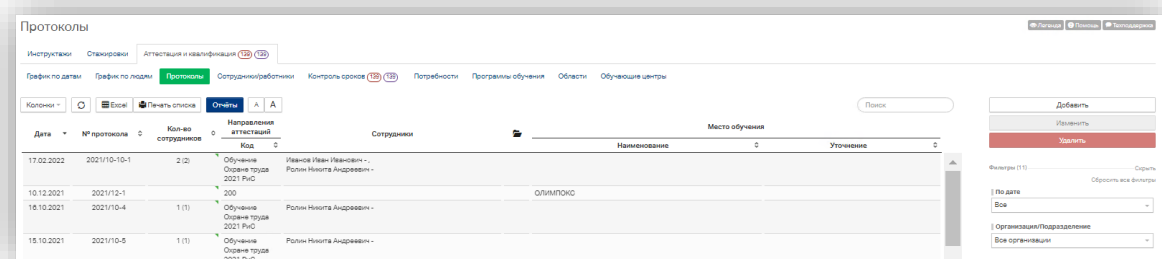 Протоколы
Легенда Помощь Техподдержка
Инструктажи Стажировки Аттестация и квалификация 139 139
График по датам График по людям Протоколы Сотрудники/работники Контроль сроков 139 139 Потребности Программы обучения Области Обучающие центры
Колонки Excel Печать списка Отчёты A A Поиск
Добавить
Изменить
Удалить
Дата № протокола Кол-во сотрудников Направления аттестаций Сотрудники Место обучения
Код Наименование Уточнение
17.02.2022 2021/10-10-1 2 (2) Обучение Иванов Иван Иванович - ,
Охране труда Ролин Никита Андреевич -
2021 РиС
10.12.2021 2021/12-1 200 ОЛИМПОКС
16.10.2021 2021/10-4 1 (1) Обучение Ролин Никита Андреевич -
Охране труда
2021 РиС
15.10.2021 2021/10-5 1 (1) Обучение Ролин Никита Андреевич -
Охране труда
2021 РиС
Фильтры (11) Скрыть
Сбросить все фильтры
По дате
Все
Организация/Подразделение
Все организации